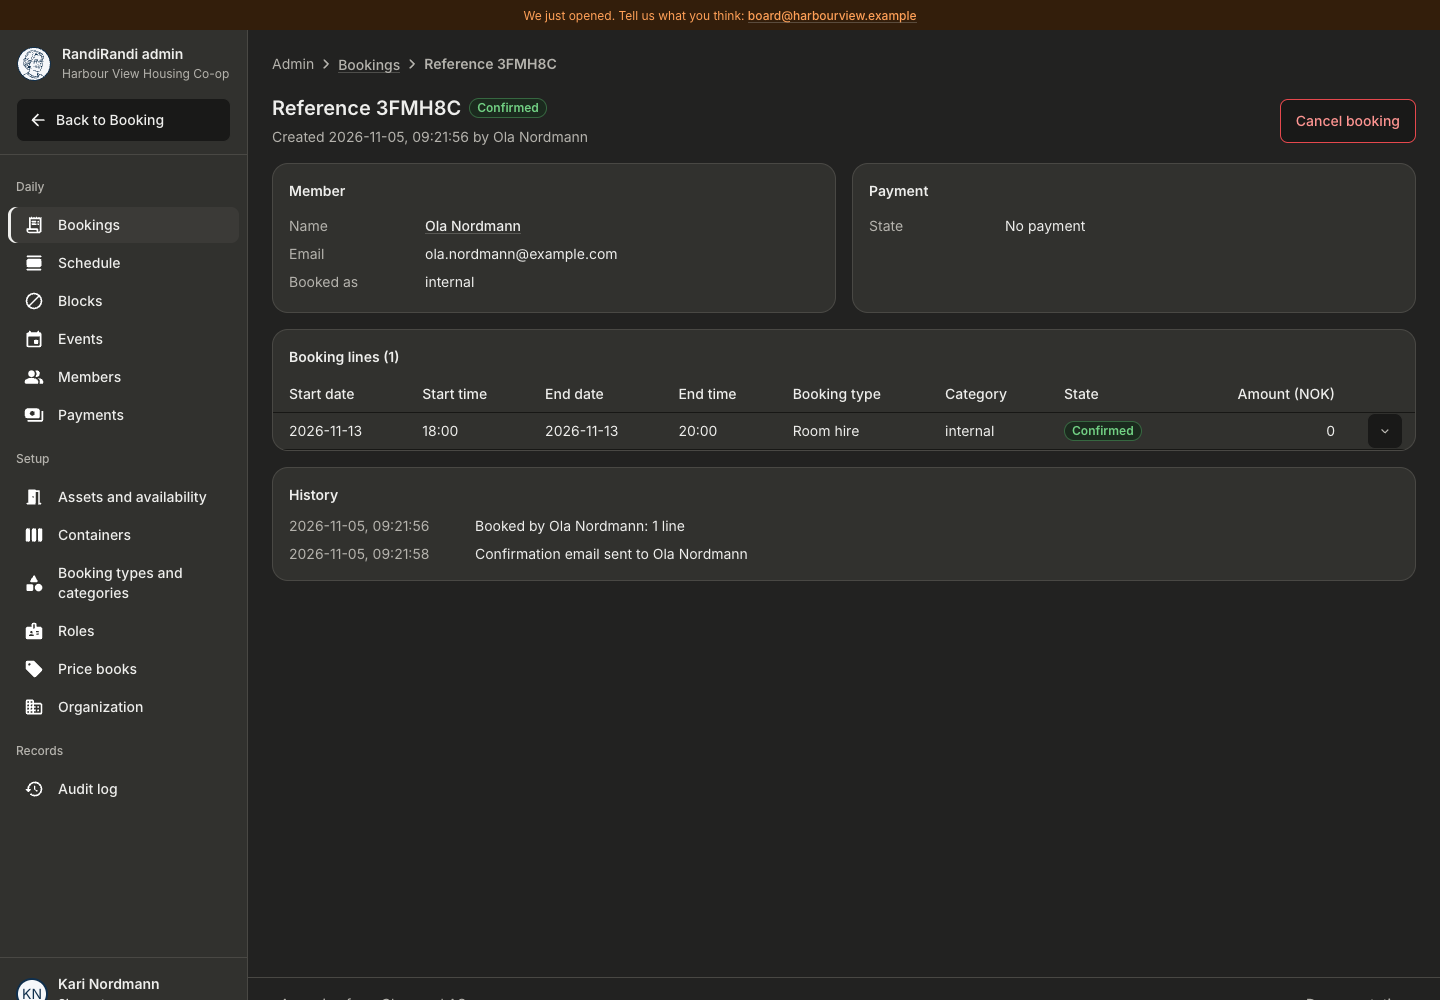 We just opened. Tell us what you think: board@harbourview.example
RandiRandi admin
Harbour View Housing Co-op
Back to Booking
Daily
Bookings
Schedule
Blocks
Events
Members
Payments
Setup
Assets and availability
Containers
Booking types and
categories
Roles
Price books
Organization
Records
Audit log
KN
Kari Nordmann
Admin > Bookings > Reference 3FMH8C
Reference 3FMH8C Confirmed
Created 2026-11-05, 09:21:56 by Ola Nordmann
Cancel booking
Member
Name Ola Nordmann
Email ola.nordmann@example.com
Booked as internal
Payment
State No payment
Booking lines (1)
Start date Start time End date End time Booking type Category State Amount (NOK)
2026-11-13 18:00 2026-11-13 20:00 Room hire internal Confirmed 0
History
2026-11-05, 09:21:56 Booked by Ola Nordmann: 1 line
2026-11-05, 09:21:58 Confirmation email sent to Ola Nordmann